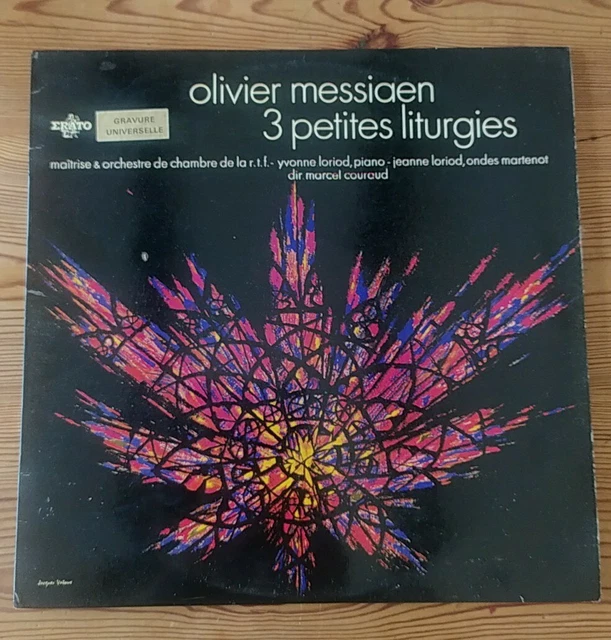 olivier messiaen
3 petites liturgies
ERATO
GRAVURE
UNIVERSELLE
maîtrise & orchestre de chambre de la r.t.f. - yvonne loriod, piano - jeanne loriod, ondes martenot
dir. marcel couraud